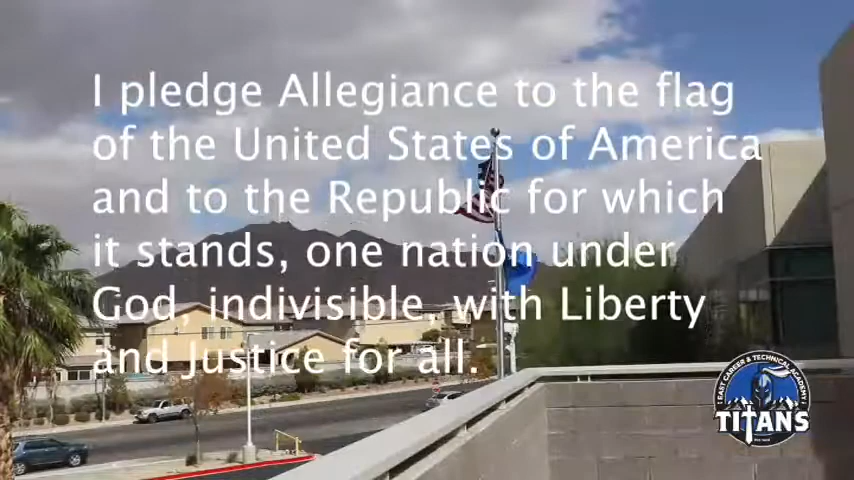 I pledge Allegiance to the flag
of the United States of America
and to the Republic for which
it stands, one nation under
God, indivisible, with Liberty
and Justice for all.
EAST CAREER & TECHNICAL ACADEMY
TITANS